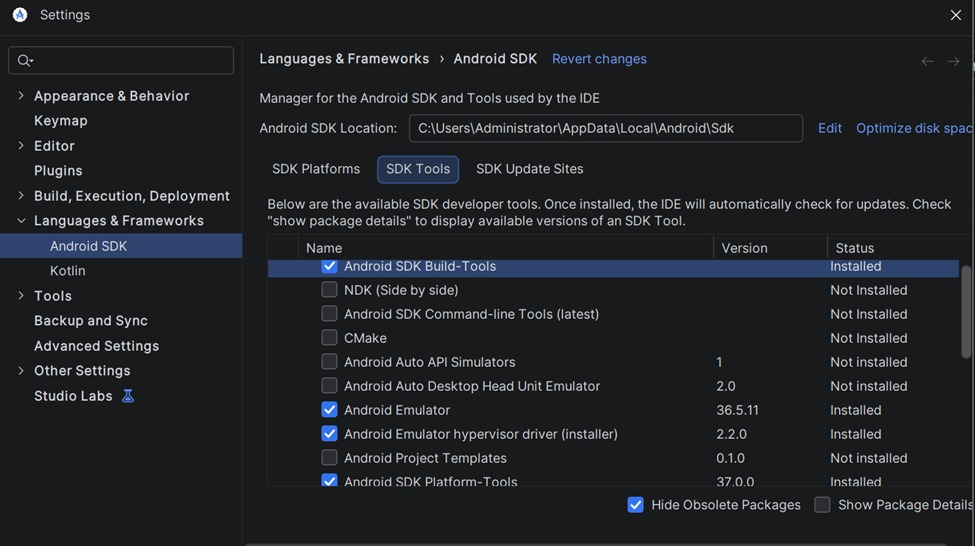 Settings
Languages & Frameworks › Android SDK Revert changes
Appearance & Behavior
Keymap
Editor
Plugins
Build, Execution, Deployment
Languages & Frameworks
Android SDK
Kotlin
Tools
Backup and Sync
Advanced Settings
Other Settings
Studio Labs
Manager for the Android SDK and Tools used by the IDE
Android SDK Location: C:\Users\Administrator\AppData\Local\Android\Sdk Edit Optimize disk spac
SDK Platforms SDK Tools SDK Update Sites
Below are the available SDK developer tools. Once installed, the IDE will automatically check for updates. Check
"show package details" to display available versions of an SDK Tool.
Name Version Status
Android SDK Build-Tools Installed
NDK (Side by side) Not Installed
Android SDK Command-line Tools (latest) Not Installed
CMake Not Installed
Android Auto API Simulators 1 Not installed
Android Auto Desktop Head Unit Emulator 2.0 Not installed
Android Emulator 36.5.11 Installed
Android Emulator hypervisor driver (installer) 2.2.0 Installed
Android Project Templates 0.1.0 Not installed
Android SDK Platform-Tools 37.0.0 Installed
Hide Obsolete Packages Show Package Details